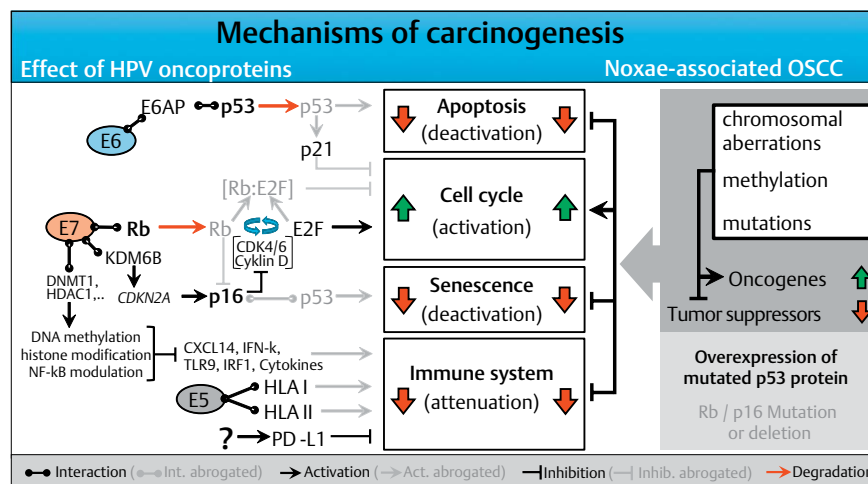 Mechanisms of carcinogenesis
Effect of HPV oncoproteins
Noxae-associated OSCC
E6AP
p53
p53
E6
p21
Apoptosis
(deactivation)
[Rb:E2F]
E7
Rb
Rb
E2F
CDK4/6
Cyklin D
Cell cycle
(activation)
KDM6B
DNMT1,
HDAC1,..
CDKN2A
p16
p53
Senescence
(deactivation)
DNA methylation
histone modification
NF-kB modulation
CXCL14, IFN-k,
TLR9, IRF1, Cytokines
E5
HLA I
HLA II
? PD -L1
Immune system
(attenuation)
chromosomal
aberrations
methylation
mutations
Oncogenes
Tumor suppressors
Overexpression of
mutated p53 protein
Rb / p16 Mutation
or deletion
Interaction ( Int. abrogated) Activation ( Act. abrogated) Inhibition ( Inhib. abrogated) Degradation